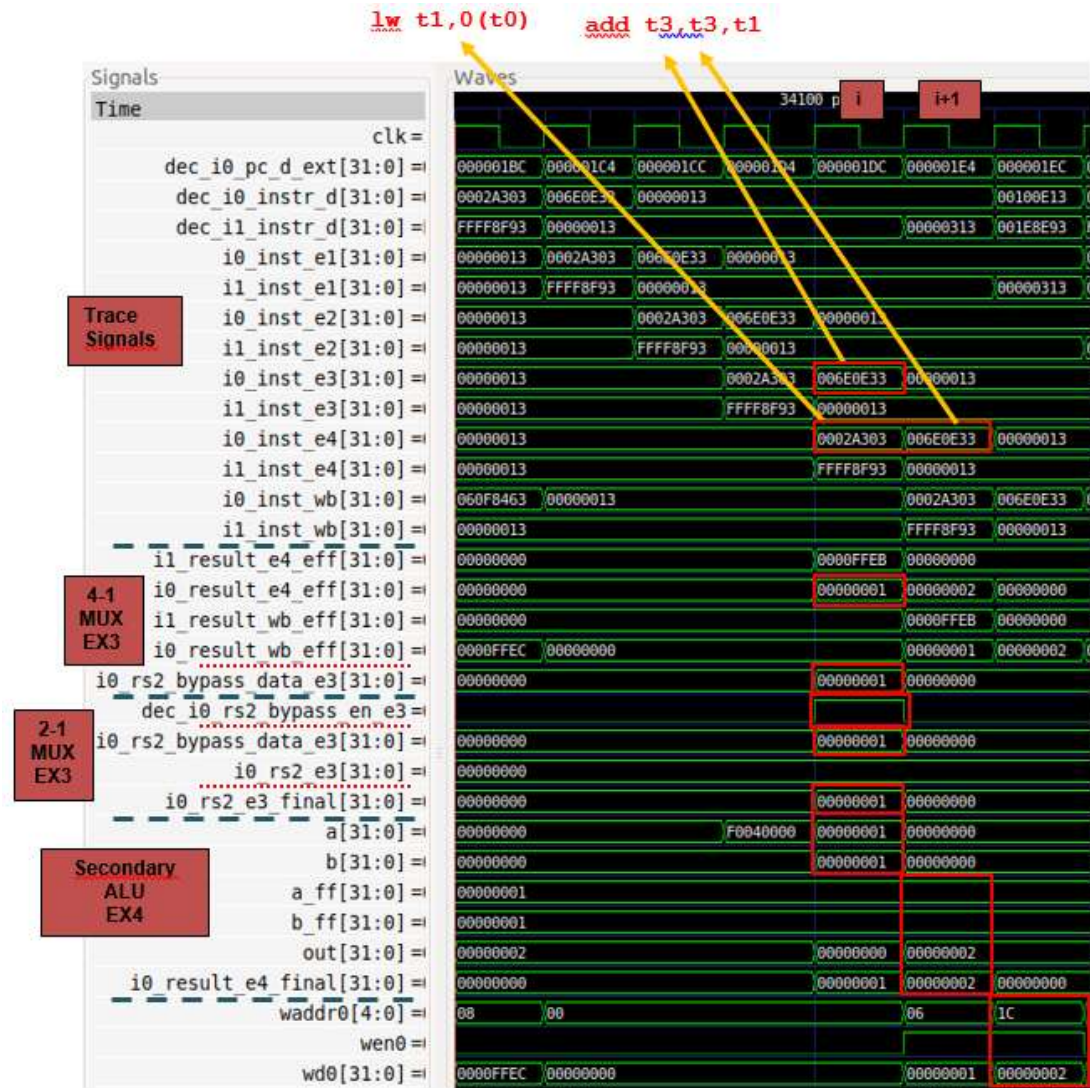 lw t1,0(t0) add t3,t3,t1
Signals Waves
Time 34100 p i i+1
clk=
dec_i0_pc_d_ext[31:0] = 000001BC 000001C4 000001CC 000001D4 000001DC 000001E4 000001EC
dec_i0_instr_d[31:0] = 0002A303 006E0E33 00000013 00100E13
dec_i1_instr_d[31:0] = FFFF8F93 00000013 00000313 001E8E93
i0_inst_e1[31:0] = 00000013 0002A303 006E0E33 00000013
i1_inst_e1[31:0] = 00000013 FFFF8F93 00000013 00000313
Trace
Signals
i0_inst_e2[31:0] = 00000013 0002A303 006E0E33 00000013
i1_inst_e2[31:0] = 00000013 FFFF8F93 00000013
i0_inst_e3[31:0] = 00000013 0002A303 006E0E33 00000013
i1_inst_e3[31:0] = 00000013 FFFF8F93 00000013
i0_inst_e4[31:0] = 00000013 0002A303 006E0E33 00000013
i1_inst_e4[31:0] = 00000013 FFFF8F93 00000013
i0_inst_wb[31:0] = 060F8463 00000013 0002A303 006E0E33
i1_inst_wb[31:0] = 00000013 FFFF8F93 00000013
4-1
MUX
EX3
i1_result_e4_eff[31:0] = 00000000 0000FFEB 00000000
i0_result_e4_eff[31:0] = 00000000 00000001 00000002 00000000
i1_result_wb_eff[31:0] = 00000000 0000FFEB 00000000
i0_result_wb_eff[31:0] = 0000FFEC 00000000 00000001 00000002
i0_rs2_bypass_data_e3[31:0] = 00000000 00000001 00000000
2-1
MUX
EX3
dec_i0_rs2_bypass_en_e3=
i0_rs2_bypass_data_e3[31:0] = 00000000 00000001 00000000
i0_rs2_e3[31:0] = 00000000
i0_rs2_e3_final[31:0] = 00000000 00000001 00000000
Secondary
ALU
EX4
a[31:0] = 00000000 F0040000 00000001 00000000
b[31:0] = 00000000 00000001 00000000
a_ff[31:0] = 00000001
b_ff[31:0] = 00000001
out[31:0] = 00000002 00000000 00000002
i0_result_e4_final[31:0] = 00000000 00000001 00000002 00000000
waddr0[4:0] = 08 00 06 1C
wen0 =
wd0[31:0] = 0000FFEC 00000000 00000001 00000002